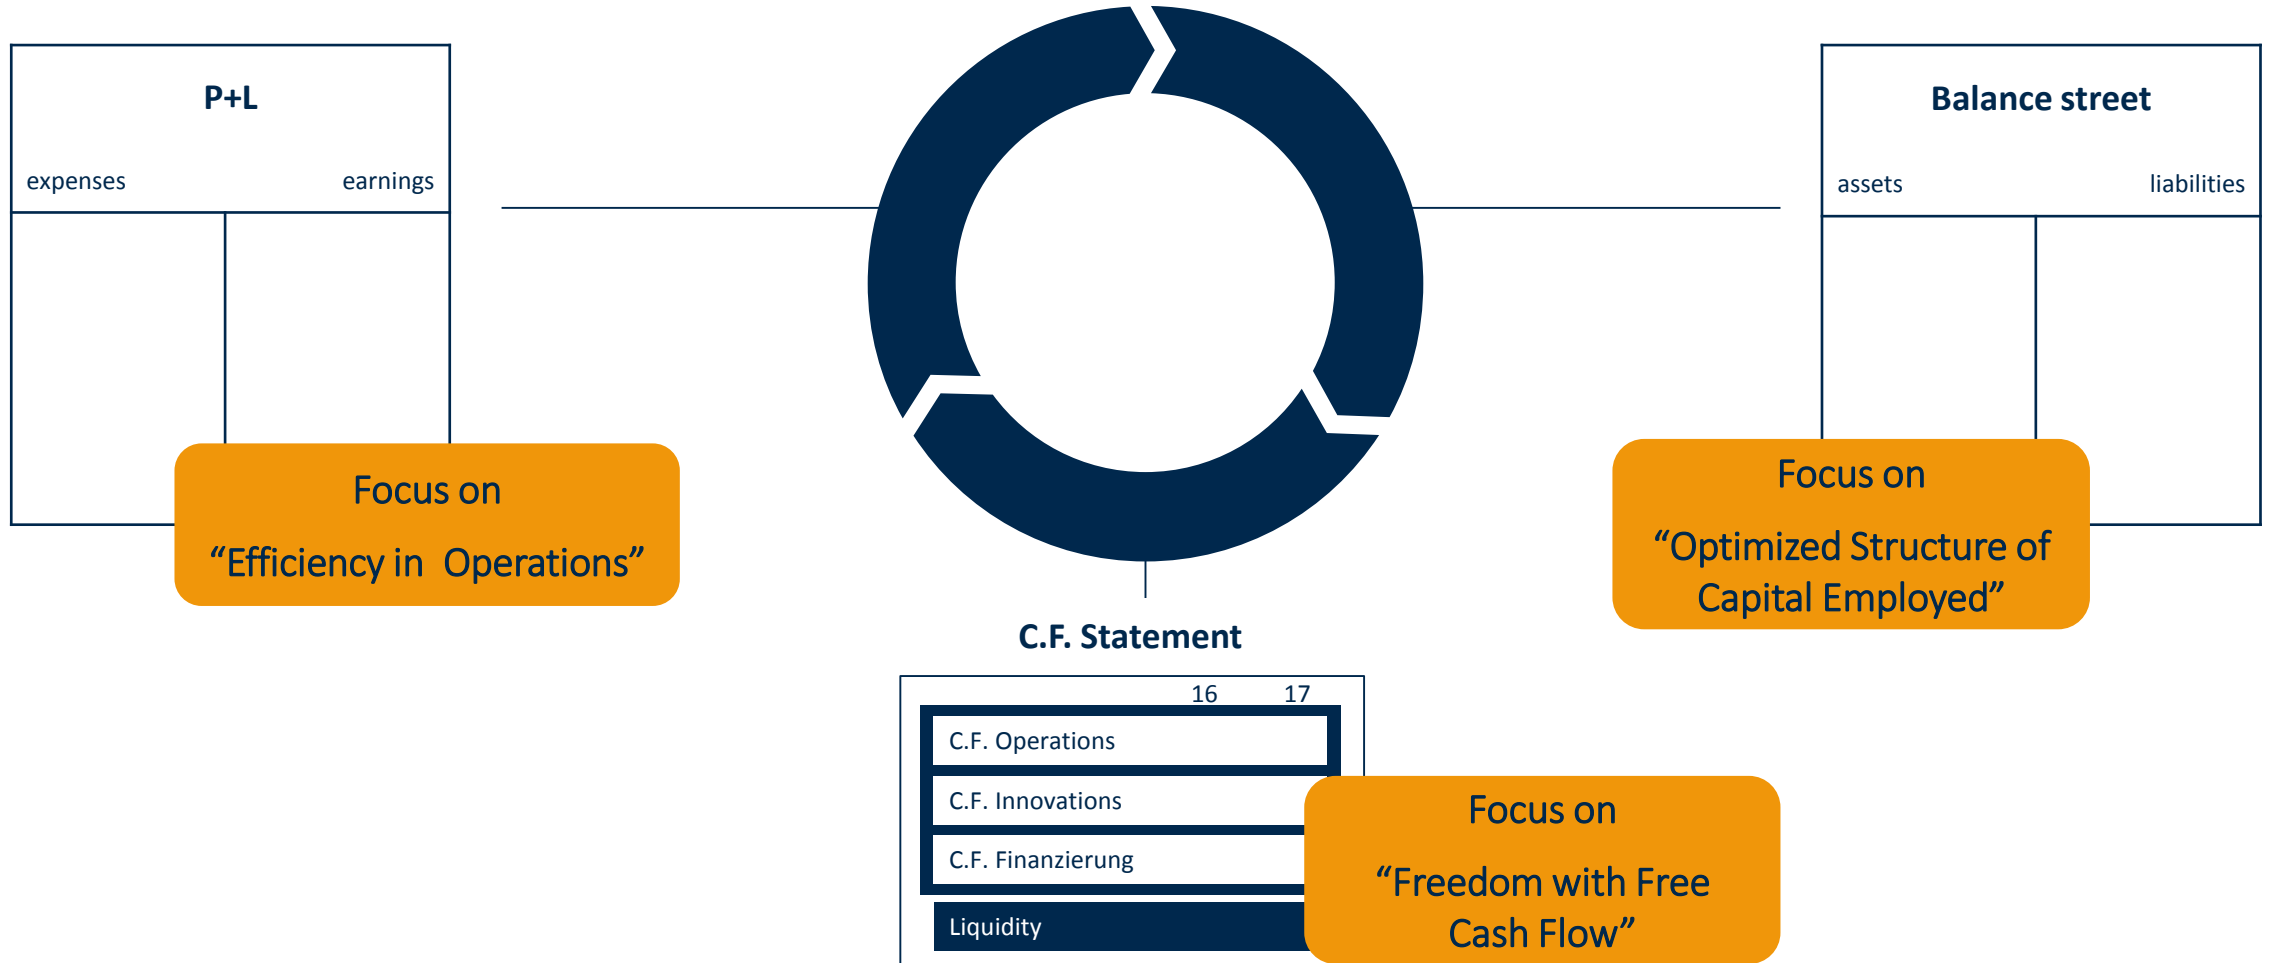 P+L
expenses earnings
Focus on
“Efficiency in Operations”
Balance street
assets liabilities
Focus on
“Optimized Structure of
Capital Employed”
C.F. Statement
16 17
C.F. Operations
C.F. Innovations
C.F. Finanzierung
Liquidity
Focus on
“Freedom with Free
Cash Flow”